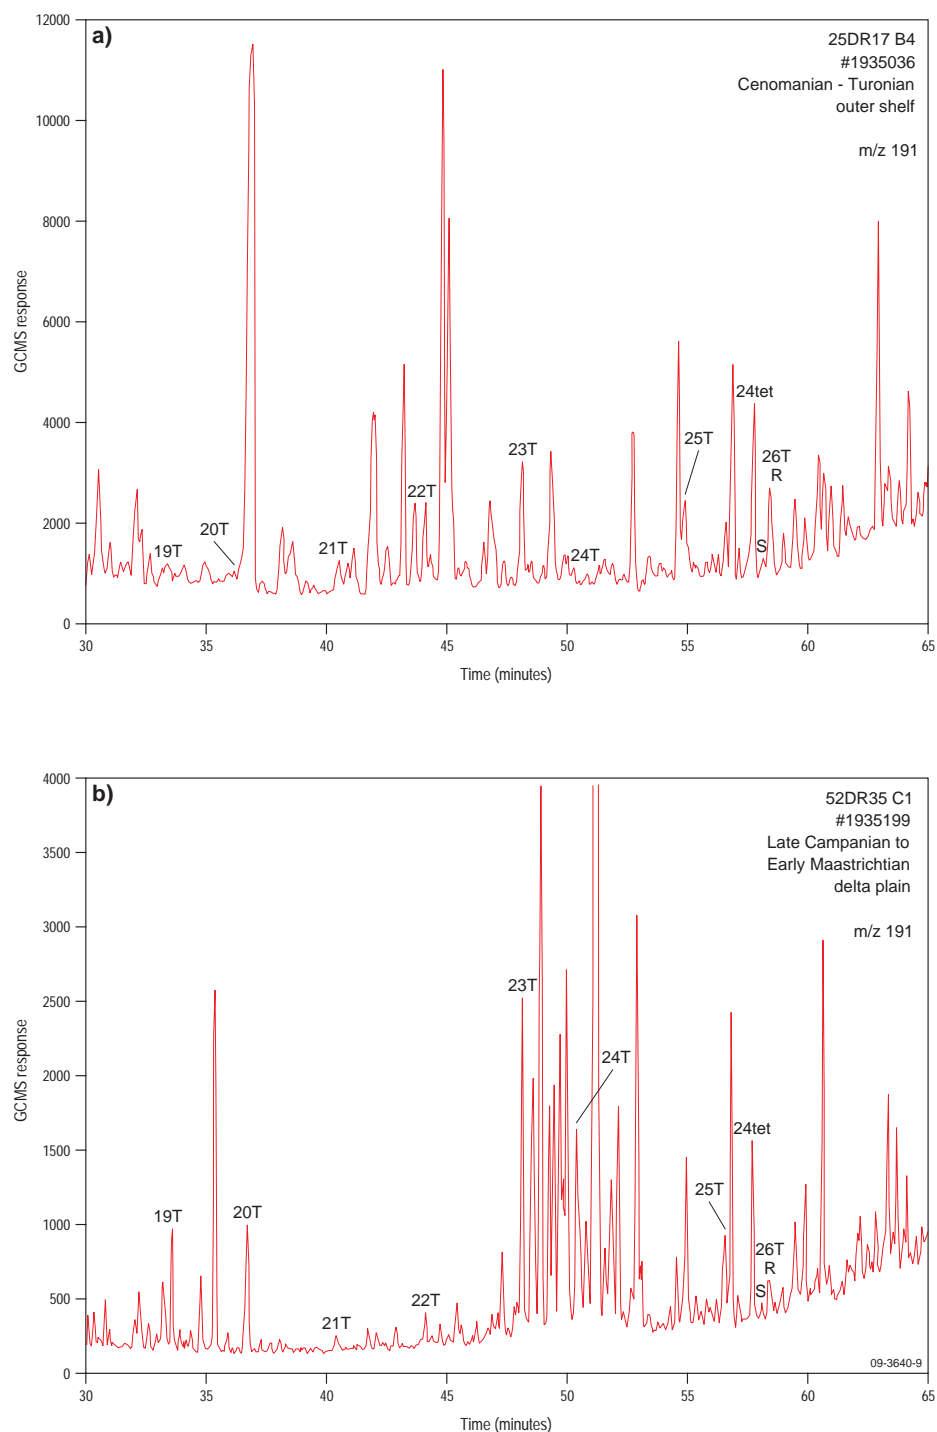 12000
a)
25DR17 B4
#1935036
Cenomanian - Turonian
outer shelf
m/z 191
10000
8000
6000
4000
2000
0
GCMS response
19T
20T
21T
22T
23T
24T
25T
24tet
26T
R
S
30
35
40
45
50
55
60
65
Time (minutes)
4000
b)
52DR35 C1
#1935199
Late Campanian to
Early Maastrichtian
delta plain
m/z 191
3500
3000
2500
2000
1500
1000
500
0
GCMS response
19T
20T
21T
22T
23T
24T
25T
24tet
26T
R
S
09-3640-9
30
35
40
45
50
55
60
65
Time (minutes)